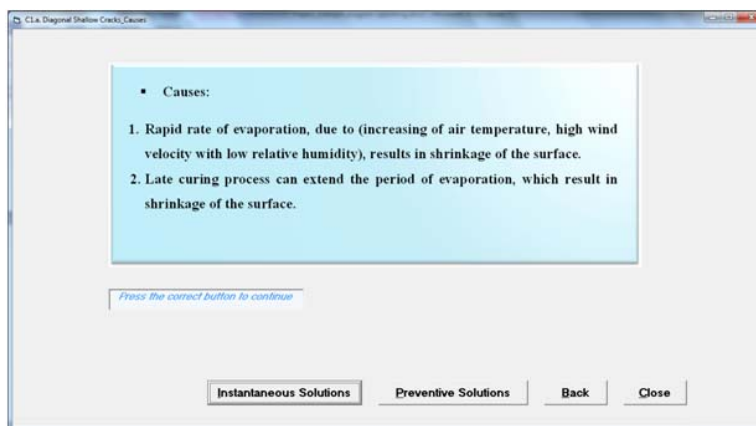 C1.a. Diagonal Shallow Cracks_Causes
▪ Causes:
1. Rapid rate of evaporation, due to (increasing of air temperature, high wind
velocity with low relative humidity), results in shrinkage of the surface.
2. Late curing process can extend the period of evaporation, which result in
shrinkage of the surface.
Press the correct button to continue
Instantaneous Solutions
Preventive Solutions
Back
Close